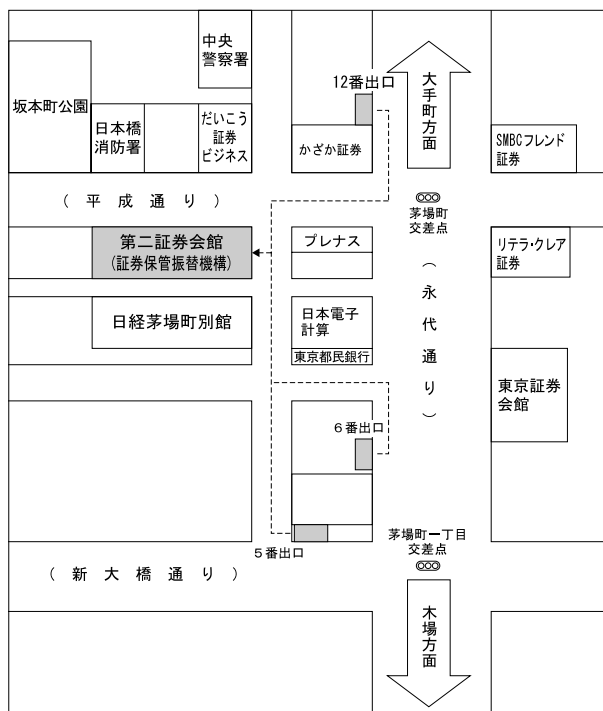 中央
警察署
12番出口
大手町方面
坂本町公園
日本橋
消防署
だいこう
証券
ビジネス
かざか証券
SMBCフレンド
証券
( 平 成 通 り )
茅場町
交差点
第二証券会館
(証券保管振替機構)
プレナス
リテラ・クレア
証券
( 永 代 通 り )
日経茅場町別館
日本電子
計算
東京都民銀行
東京証券
会館
6番出口
5番出口
茅場町一丁目
交差点
( 新 大 橋 通 り )
木場方面